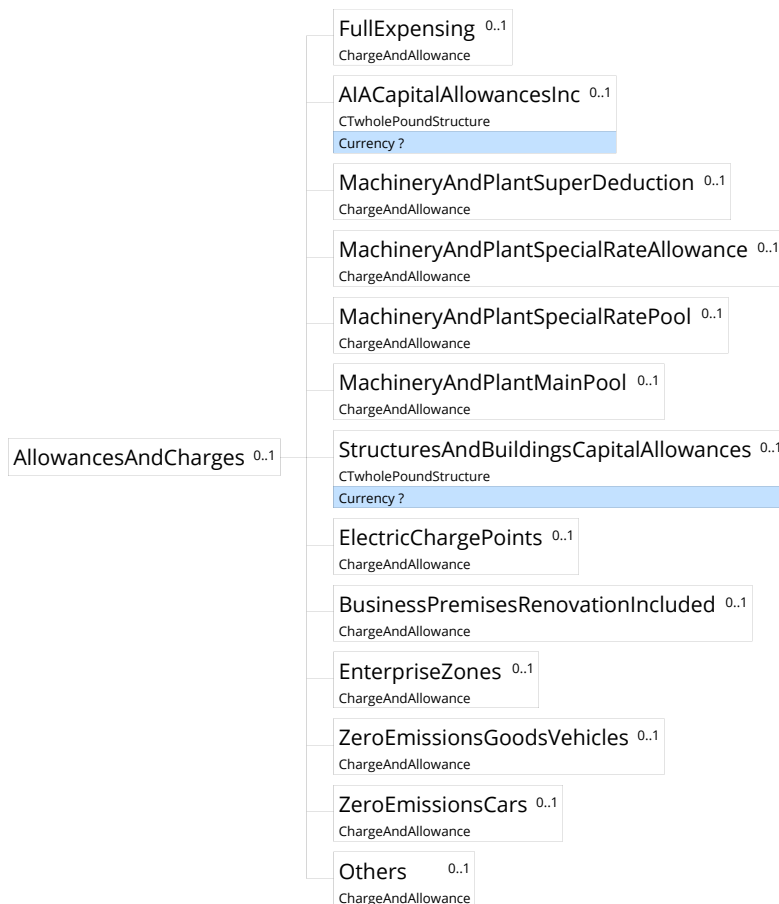 FullExpensing 0..1
ChargeAndAllowance
AIACapitalAllowancesInc 0..1
CTwholePoundStructure
Currency ?
MachineryAndPlantSuperDeduction 0..1
ChargeAndAllowance
MachineryAndPlantSpecialRateAllowance 0..1
ChargeAndAllowance
MachineryAndPlantSpecialRatePool 0..1
ChargeAndAllowance
MachineryAndPlantMainPool 0..1
ChargeAndAllowance
AllowancesAndCharges 0..1
StructuresAndBuildingsCapitalAllowances 0..1
CTwholePoundStructure
Currency ?
ElectricChargePoints 0..1
ChargeAndAllowance
BusinessPremisesRenovationIncluded 0..1
ChargeAndAllowance
EnterpriseZones 0..1
ChargeAndAllowance
ZeroEmissionsGoodsVehicles 0..1
ChargeAndAllowance
ZeroEmissionsCars 0..1
ChargeAndAllowance
Others 0..1
ChargeAndAllowance